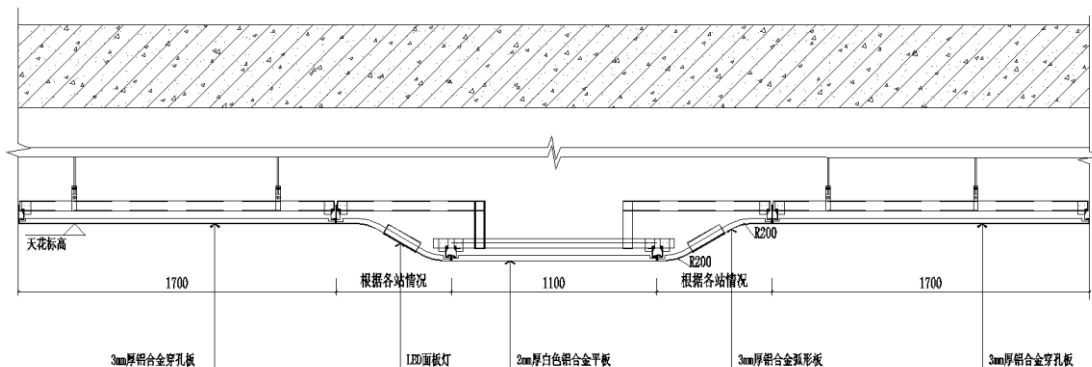 天花标高
R200
R200
1700
根据各站情况
1100
根据各站情况
1700
3mm厚铝合金穿孔板
LED面板灯
2mm厚白色铝合金平板
3mm厚铝合金弧形板
3mm厚铝合金穿孔板